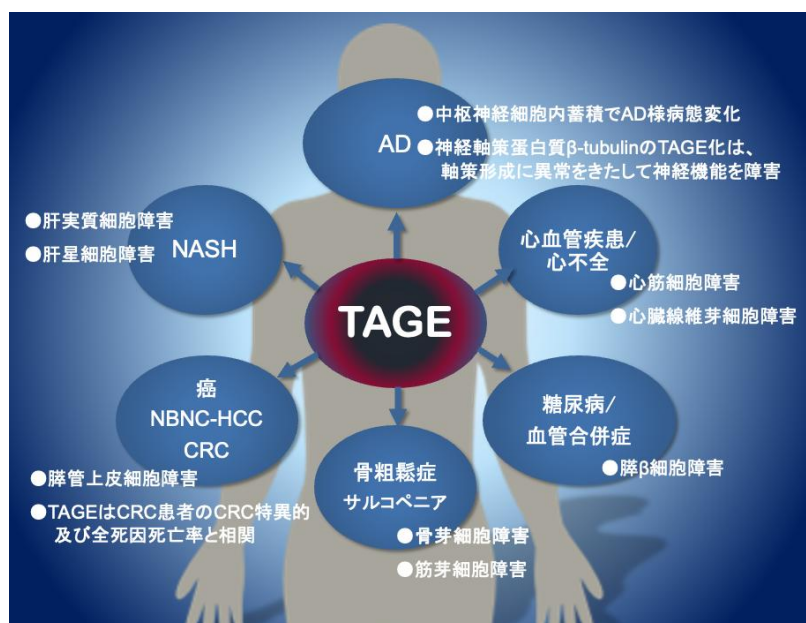 AD
●中枢神経細胞内蓄積でAD様病態変化
●神経軸策蛋白質β-tubulinのTAGE化は、
軸策形成に異常をきたして神経機能を障害
●肝実質細胞障害
●肝星細胞障害
NASH
心血管疾患/
心不全
●心筋細胞障害
●心臓線維芽細胞障害
TAGE
癌
NBNC-HCC
CRC
●膵管上皮細胞障害
●TAGEはCRC患者のCRC特異的
及び全死因死亡率と相関
骨粗鬆症
サルコペニア
●骨芽細胞障害
●筋芽細胞障害
糖尿病/
血管合併症
●膵β細胞障害